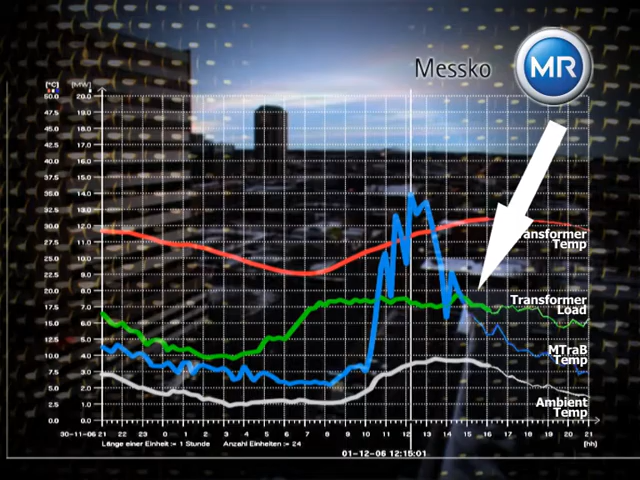 Messko
MR
[°C]
[MW]
50.0 20.0
47.5 19.0
45.0 18.0
42.5 17.0
40.0 16.0
37.5 15.0
35.0 14.0
32.5 13.0
30.0 12.0
27.5 11.0
25.0 10.0
22.5 9.0
20.0 8.0
17.5 7.0
15.0 6.0
12.5 5.0
10.0 4.0
7.5 3.0
5.0 2.0
2.5 1.0
0.0 0.0
Temp
Transformer
Load
MTraB
Temp
Ambient
Temp
30-11-06 21 22 23 0 1 2 3 4 5 6 7 8 9 10 11 12 13 14 15 16 17 18 19 20 21
Länge einer Einheit := 1 Stunde Anzahl Einheiten := 24 [hh]
01-12-06 12:15:01